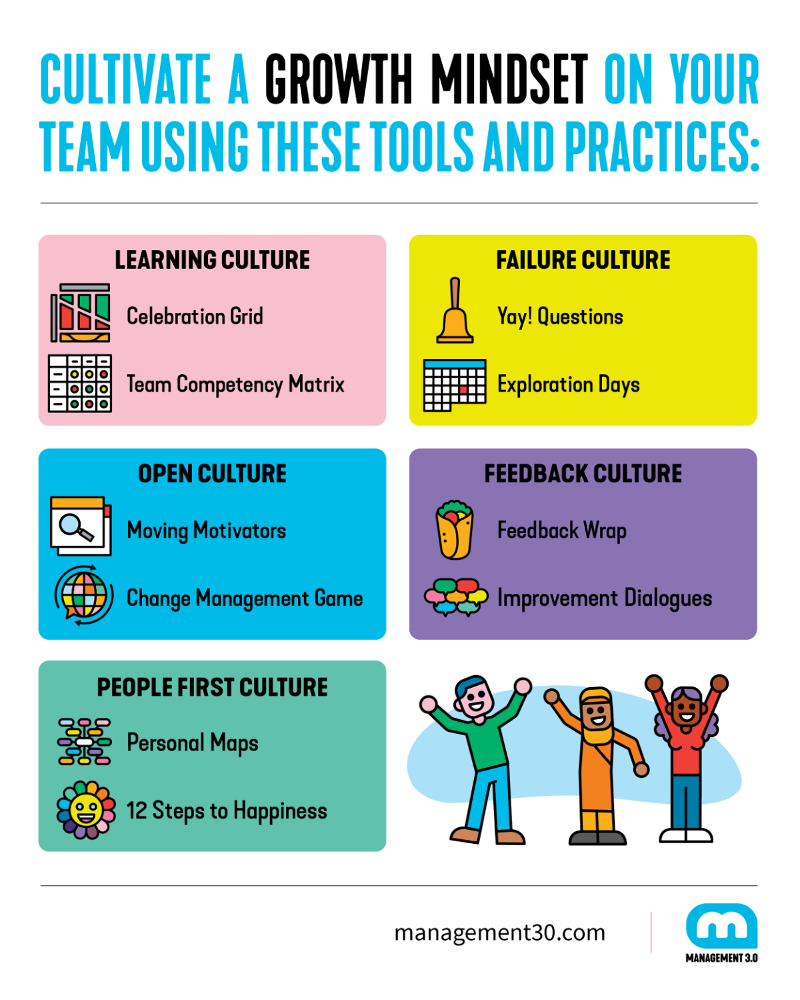 CULTIVATE A GROWTH MINDSET ON YOUR
TEAM USING THESE TOOLS AND PRACTICES:
LEARNING CULTURE
Celebration Grid
Team Competency Matrix
FAILURE CULTURE
Yay! Questions
Exploration Days
OPEN CULTURE
Moving Motivators
Change Management Game
FEEDBACK CULTURE
Feedback Wrap
Improvement Dialogues
PEOPLE FIRST CULTURE
Personal Maps
12 Steps to Happiness
management30.com
m
MANAGEMENT 3.0